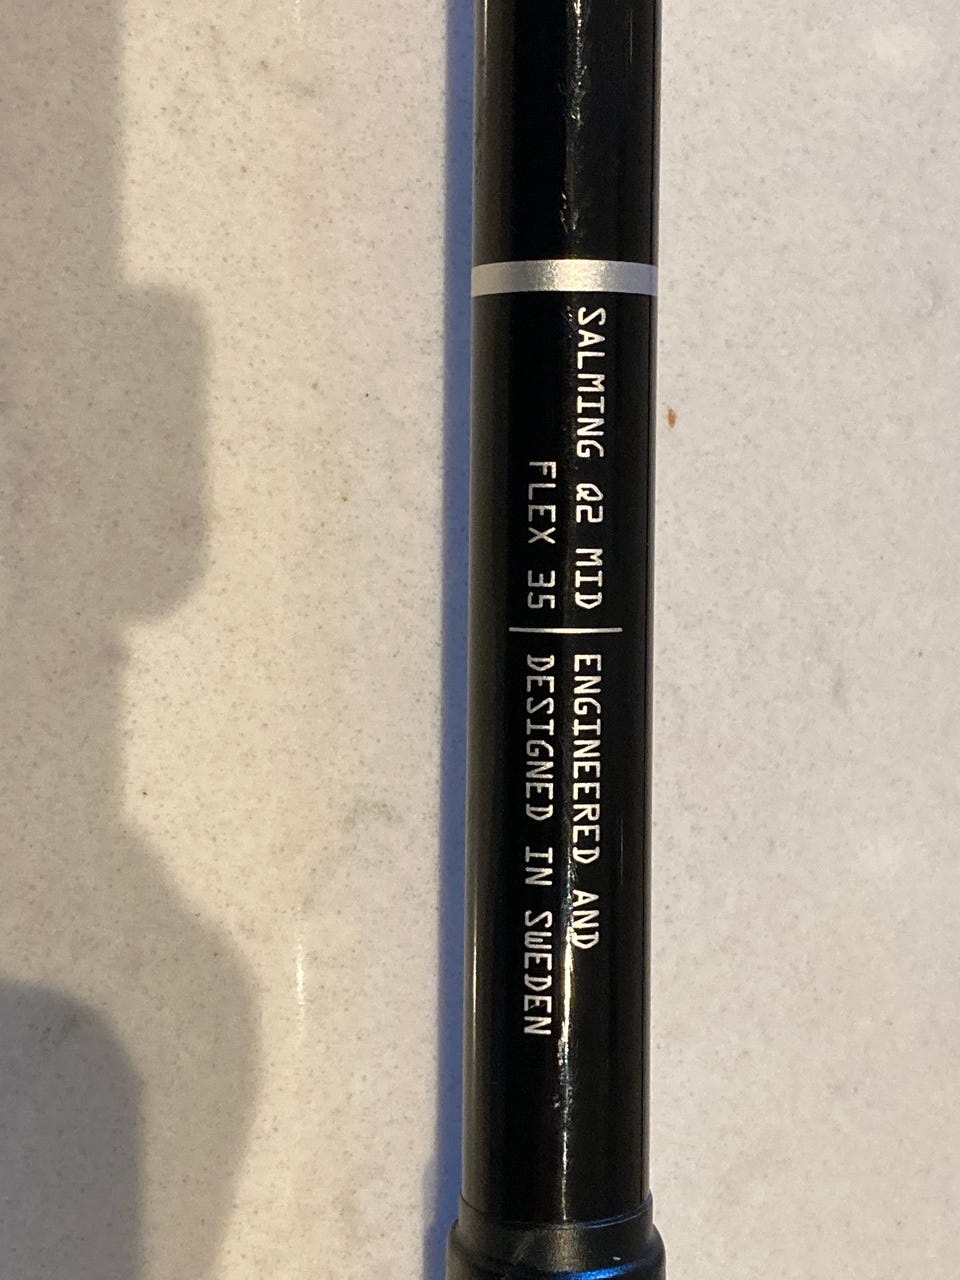 SALMING Q2 MID
FLEX 35
ENGINEERED AND
DESIGNED IN SWEDEN